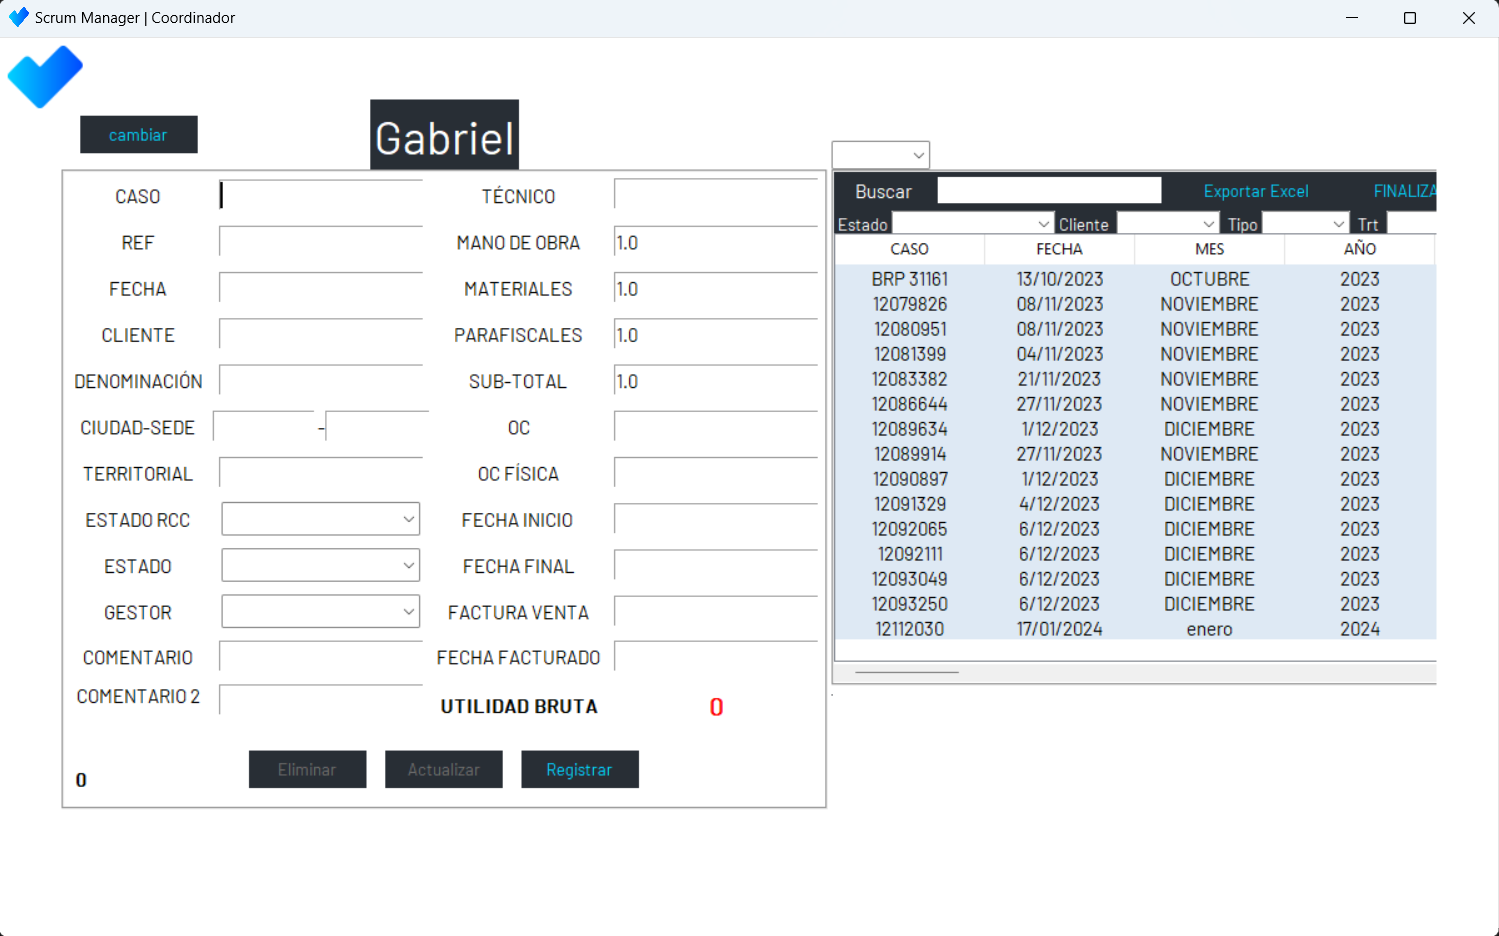 Scrum Manager | Coordinador
cambiar
Gabriel
CASO
TÉCNICO
REF
MANO DE OBRA 1.0
FECHA
MATERIALES 1.0
CLIENTE
PARAFISCALES 1.0
DENOMINACIÓN
SUB-TOTAL 1.0
CIUDAD-SEDE -
OC
TERRITORIAL
OC FÍSICA
ESTADO RCC
FECHA INICIO
ESTADO
FECHA FINAL
GESTOR
FACTURA VENTA
COMENTARIO
FECHA FACTURADO
COMENTARIO 2
UTILIDAD BRUTA 0
0
Eliminar
Actualizar
Registrar
Buscar Exportar Excel FINALIZA
Estado Cliente Tipo Trt
CASO FECHA MES AÑO
BRP 31161 13/10/2023 OCTUBRE 2023
12079826 08/11/2023 NOVIEMBRE 2023
12080951 08/11/2023 NOVIEMBRE 2023
12081399 04/11/2023 NOVIEMBRE 2023
12083382 21/11/2023 NOVIEMBRE 2023
12086644 27/11/2023 NOVIEMBRE 2023
12089634 1/12/2023 DICIEMBRE 2023
12089914 27/11/2023 NOVIEMBRE 2023
12090897 1/12/2023 DICIEMBRE 2023
12091329 4/12/2023 DICIEMBRE 2023
12092065 6/12/2023 DICIEMBRE 2023
12092111 6/12/2023 DICIEMBRE 2023
12093049 6/12/2023 DICIEMBRE 2023
12093250 6/12/2023 DICIEMBRE 2023
12112030 17/01/2024 enero 2024